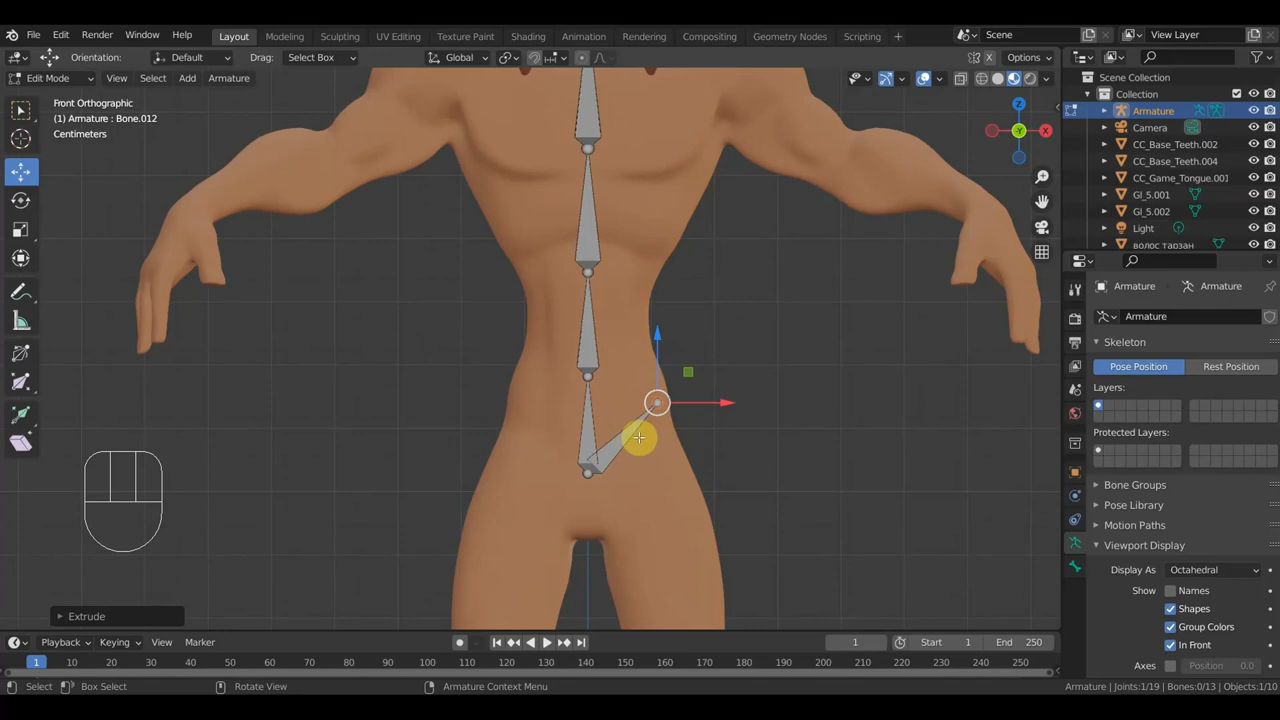 File Edit Render Window Help Layout Modeling Sculpting UV Editing Texture Paint Shading Animation Rendering Compositing Geometry Nodes Scripting + Scene View Layer
Orientation: Default Drag: Select Box Global X Options
Edit Mode View Select Add Armature
Front Orthographic
(1) Armature : Bone.012
Centimeters
Z
X
Y
Extrude
Scene Collection
Collection
Armature
Camera
CC_Base_Teeth.002
CC_Base_Teeth.004
CC_Game_Tongue.001
GI_5.001
GI_5.002
Light
волос тарзан
Armature Armature
Armature
Skeleton
Pose Position Rest Position
Layers:
Protected Layers:
Bone Groups
Pose Library
Motion Paths
Viewport Display
Display As Octahedral
Show Names
Shapes
Group Colors
In Front
Axes Position 0.0
Playback Keying View Marker 1 Start 1 End 250
1 10 20 30 40 50 60 70 80 90 100 110 120 130 140 150 160 170 180 190 200 210 220 230 240 250
Select Box Select Rotate View Armature Context Menu Armature | Joints:1/19 | Bones:0/13 | Objects:1/10